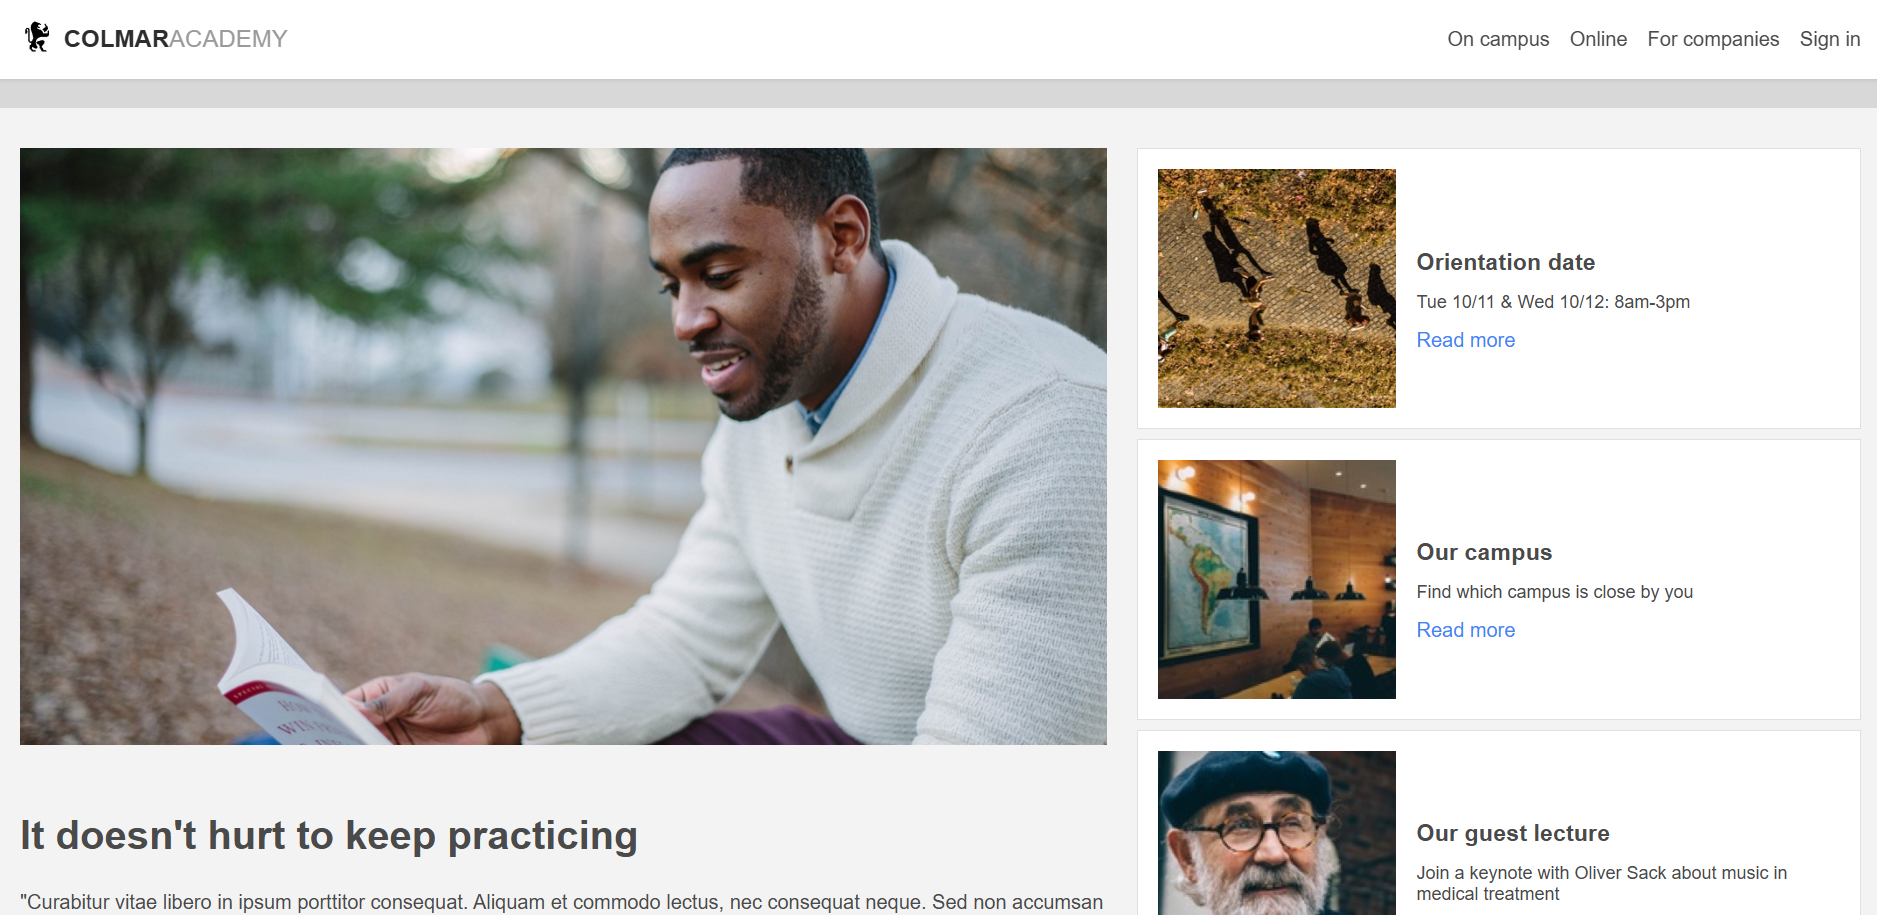 COLMARACADEMY
On campus Online For companies Sign in
Orientation date
Tue 10/11 & Wed 10/12: 8am-3pm
Read more
Our campus
Find which campus is close by you
Read more
Our guest lecture
Join a keynote with Oliver Sack about music in
medical treatment
SPECIAL
HOW
WIN
It doesn't hurt to keep practicing
"Curabitur vitae libero in ipsum porttitor consequat. Aliquam et commodo lectus, nec consequat neque. Sed non accumsan